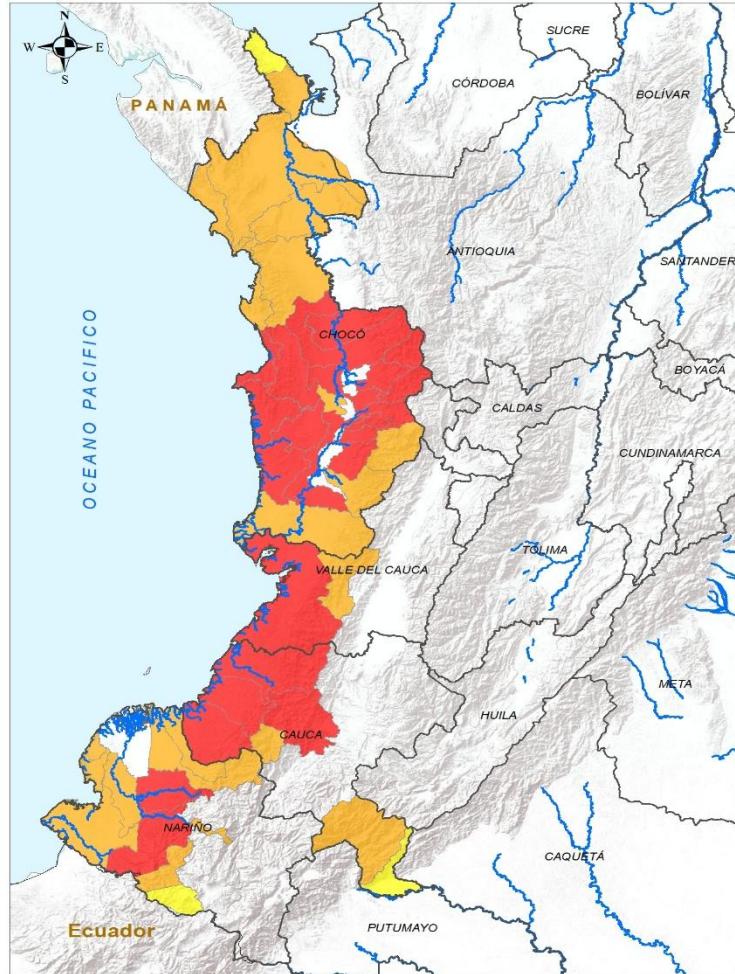 SUCRE
N
W E
S
CÓRDOBA
BOLÍVAR
PANAMÁ
ANTIOQUIA
SANTANDER
OCEANO PACIFICO
CHOCÓ
BOYACÁ
CALDAS
CUNDINAMARCA
TOLIMA
VALLE DEL CAUCA
META
HUILA
CAUCA
NARIÑO
CAQUETÁ
Ecuador
PUTUMAYO